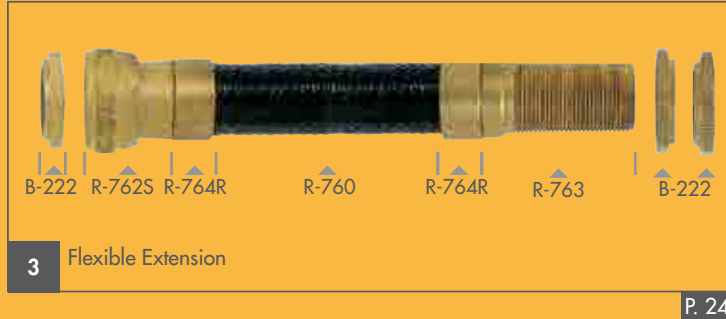 B-222 R-762S R-764R R-760 R-764R R-763 B-222
3 Flexible Extension
P. 24